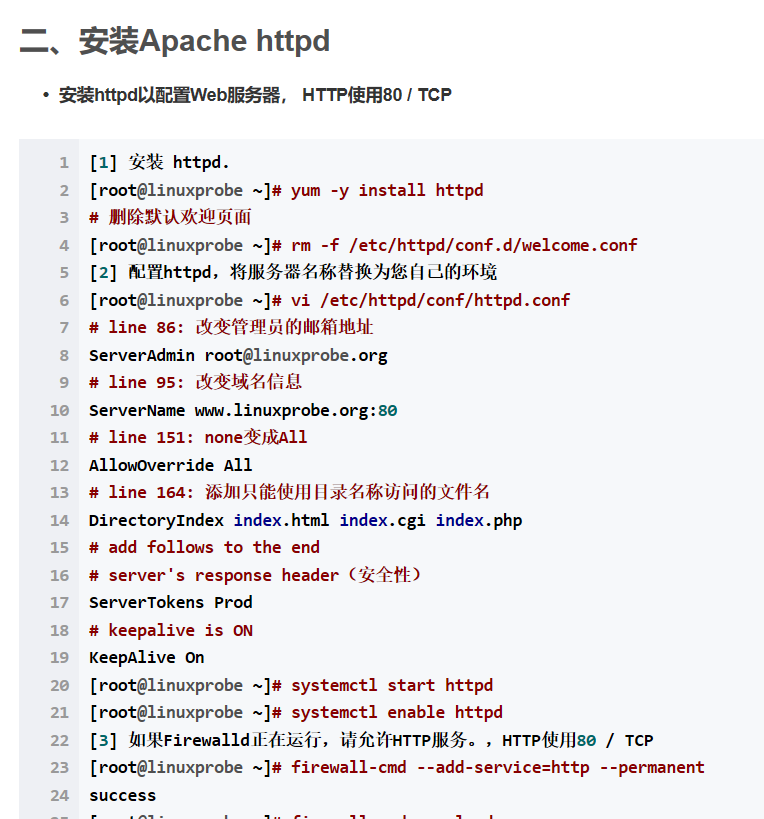 二、安装Apache httpd
• 安装httpd以配置Web服务器， HTTP使用80 / TCP
1 [1] 安装 httpd.
2 [root@linuxprobe ~]# yum -y install httpd
3 # 删除默认欢迎页面
4 [root@linuxprobe ~]# rm -f /etc/httpd/conf.d/welcome.conf
5 [2] 配置httpd，将服务器名称替换为您自己的环境
6 [root@linuxprobe ~]# vi /etc/httpd/conf/httpd.conf
7 # line 86: 改变管理员的邮箱地址
8 ServerAdmin root@linuxprobe.org
9 # line 95: 改变域名信息
10 ServerName www.linuxprobe.org:80
11 # line 151: none变成All
12 AllowOverride All
13 # line 164: 添加只能使用目录名称访问的文件名
14 DirectoryIndex index.html index.cgi index.php
15 # add follows to the end
16 # server's response header（安全性）
17 ServerTokens Prod
18 # keepalive is ON
19 KeepAlive On
20 [root@linuxprobe ~]# systemctl start httpd
21 [root@linuxprobe ~]# systemctl enable httpd
22 [3] 如果Firewalld正在运行，请允许HTTP服务。，HTTP使用80 / TCP
23 [root@linuxprobe ~]# firewall-cmd --add-service=http --permanent
24 success